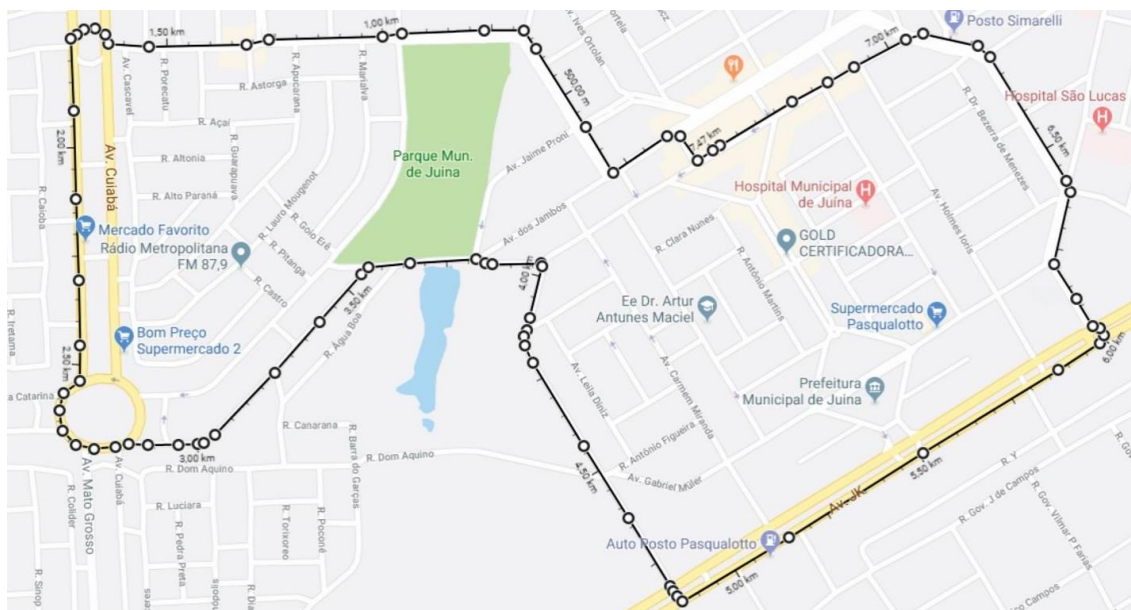 1,50 km
1,00 km
Av. Ives Ortolan
500,00 m
7,00 km
Posto Simarelli
Av. Cascavel
R. Porecatu
R. Astorga
R. Apucarana
R. Marialva
R. Açaí
7,47 km
6,50 km
Hospital São Lucas
R. Dr. Bezerra de Menezes
2,00 km
Av. Cuiabá
R. Altonia
R. Guarapuava
R. Alto Paraná
Parque Mun.
de Juina
Av. Jaime Proni
Hospital Municipal
de Juína
R. Caioba
R. Lauro Mougenot
R. Goio Erê
Av. dos Jambos
Av. Holmes Ioris
Mercado Favorito
Rádio Metropolitana
FM 87,9
R. Pitanga
R. Clara Nunes
GOLD
CERTIFICADORA...
R. Castro
3,50 km
4,00 km
R. Antônio Martins
R. Iretama
Ee Dr. Artur
Antunes Maciel
Supermercado
Pasqualotto
Bom Preço
Supermercado 2
R. Água Boa
6,00 km
2,50 km
Av. Leila Diniz
Av. Carmem Miranda
Prefeitura
Municipal de Juina
a Catarina
R. Canarana
R. Barra do Garças
R. Antônio Figueira
3,00 km
R. Dom Aquino
R. Dom Aquino
4,50 km
Av. Gabriel Müler
5,50 km
R. Y
Av. Mato Grosso
Av. Cuiabá
R. Colider
R. Luciara
R. Torixoreo
R. Poconé
R. Pedra Preta
Av. JK
R. Gov. J de Campos
R. Gov. Vilmar P Farias
Auto Posto Pasqualotto
5,00 km
R. Sinop